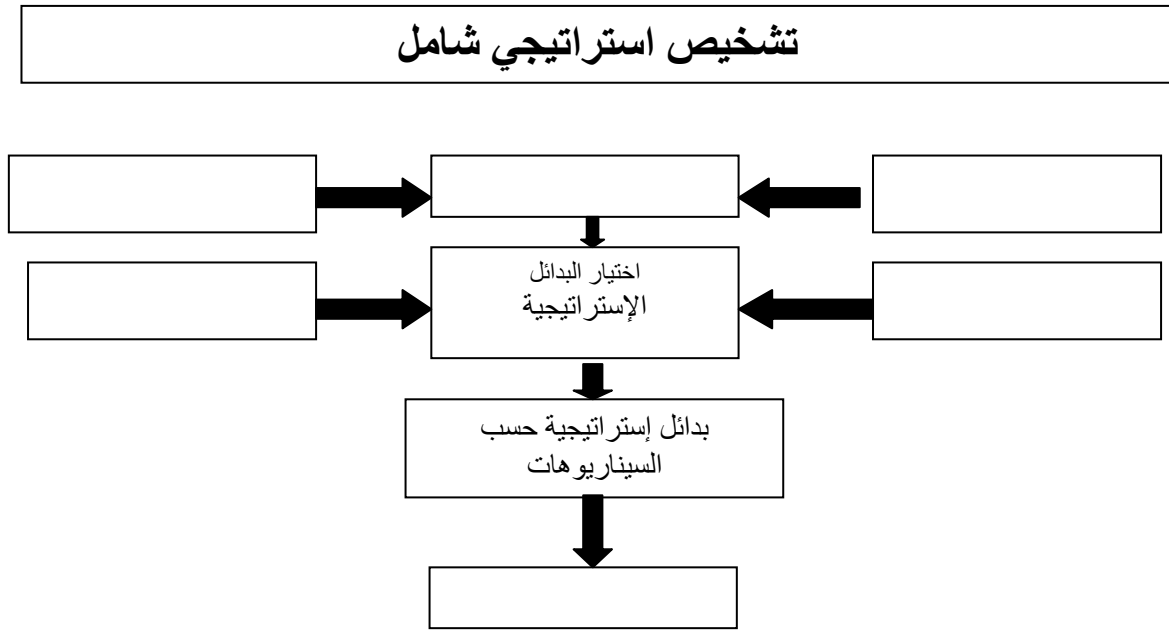 تشخيص استراتيجي شامل
اختيار البدائل
الإستراتيجية
بدائل إستراتيجية حسب
السيناريوهات